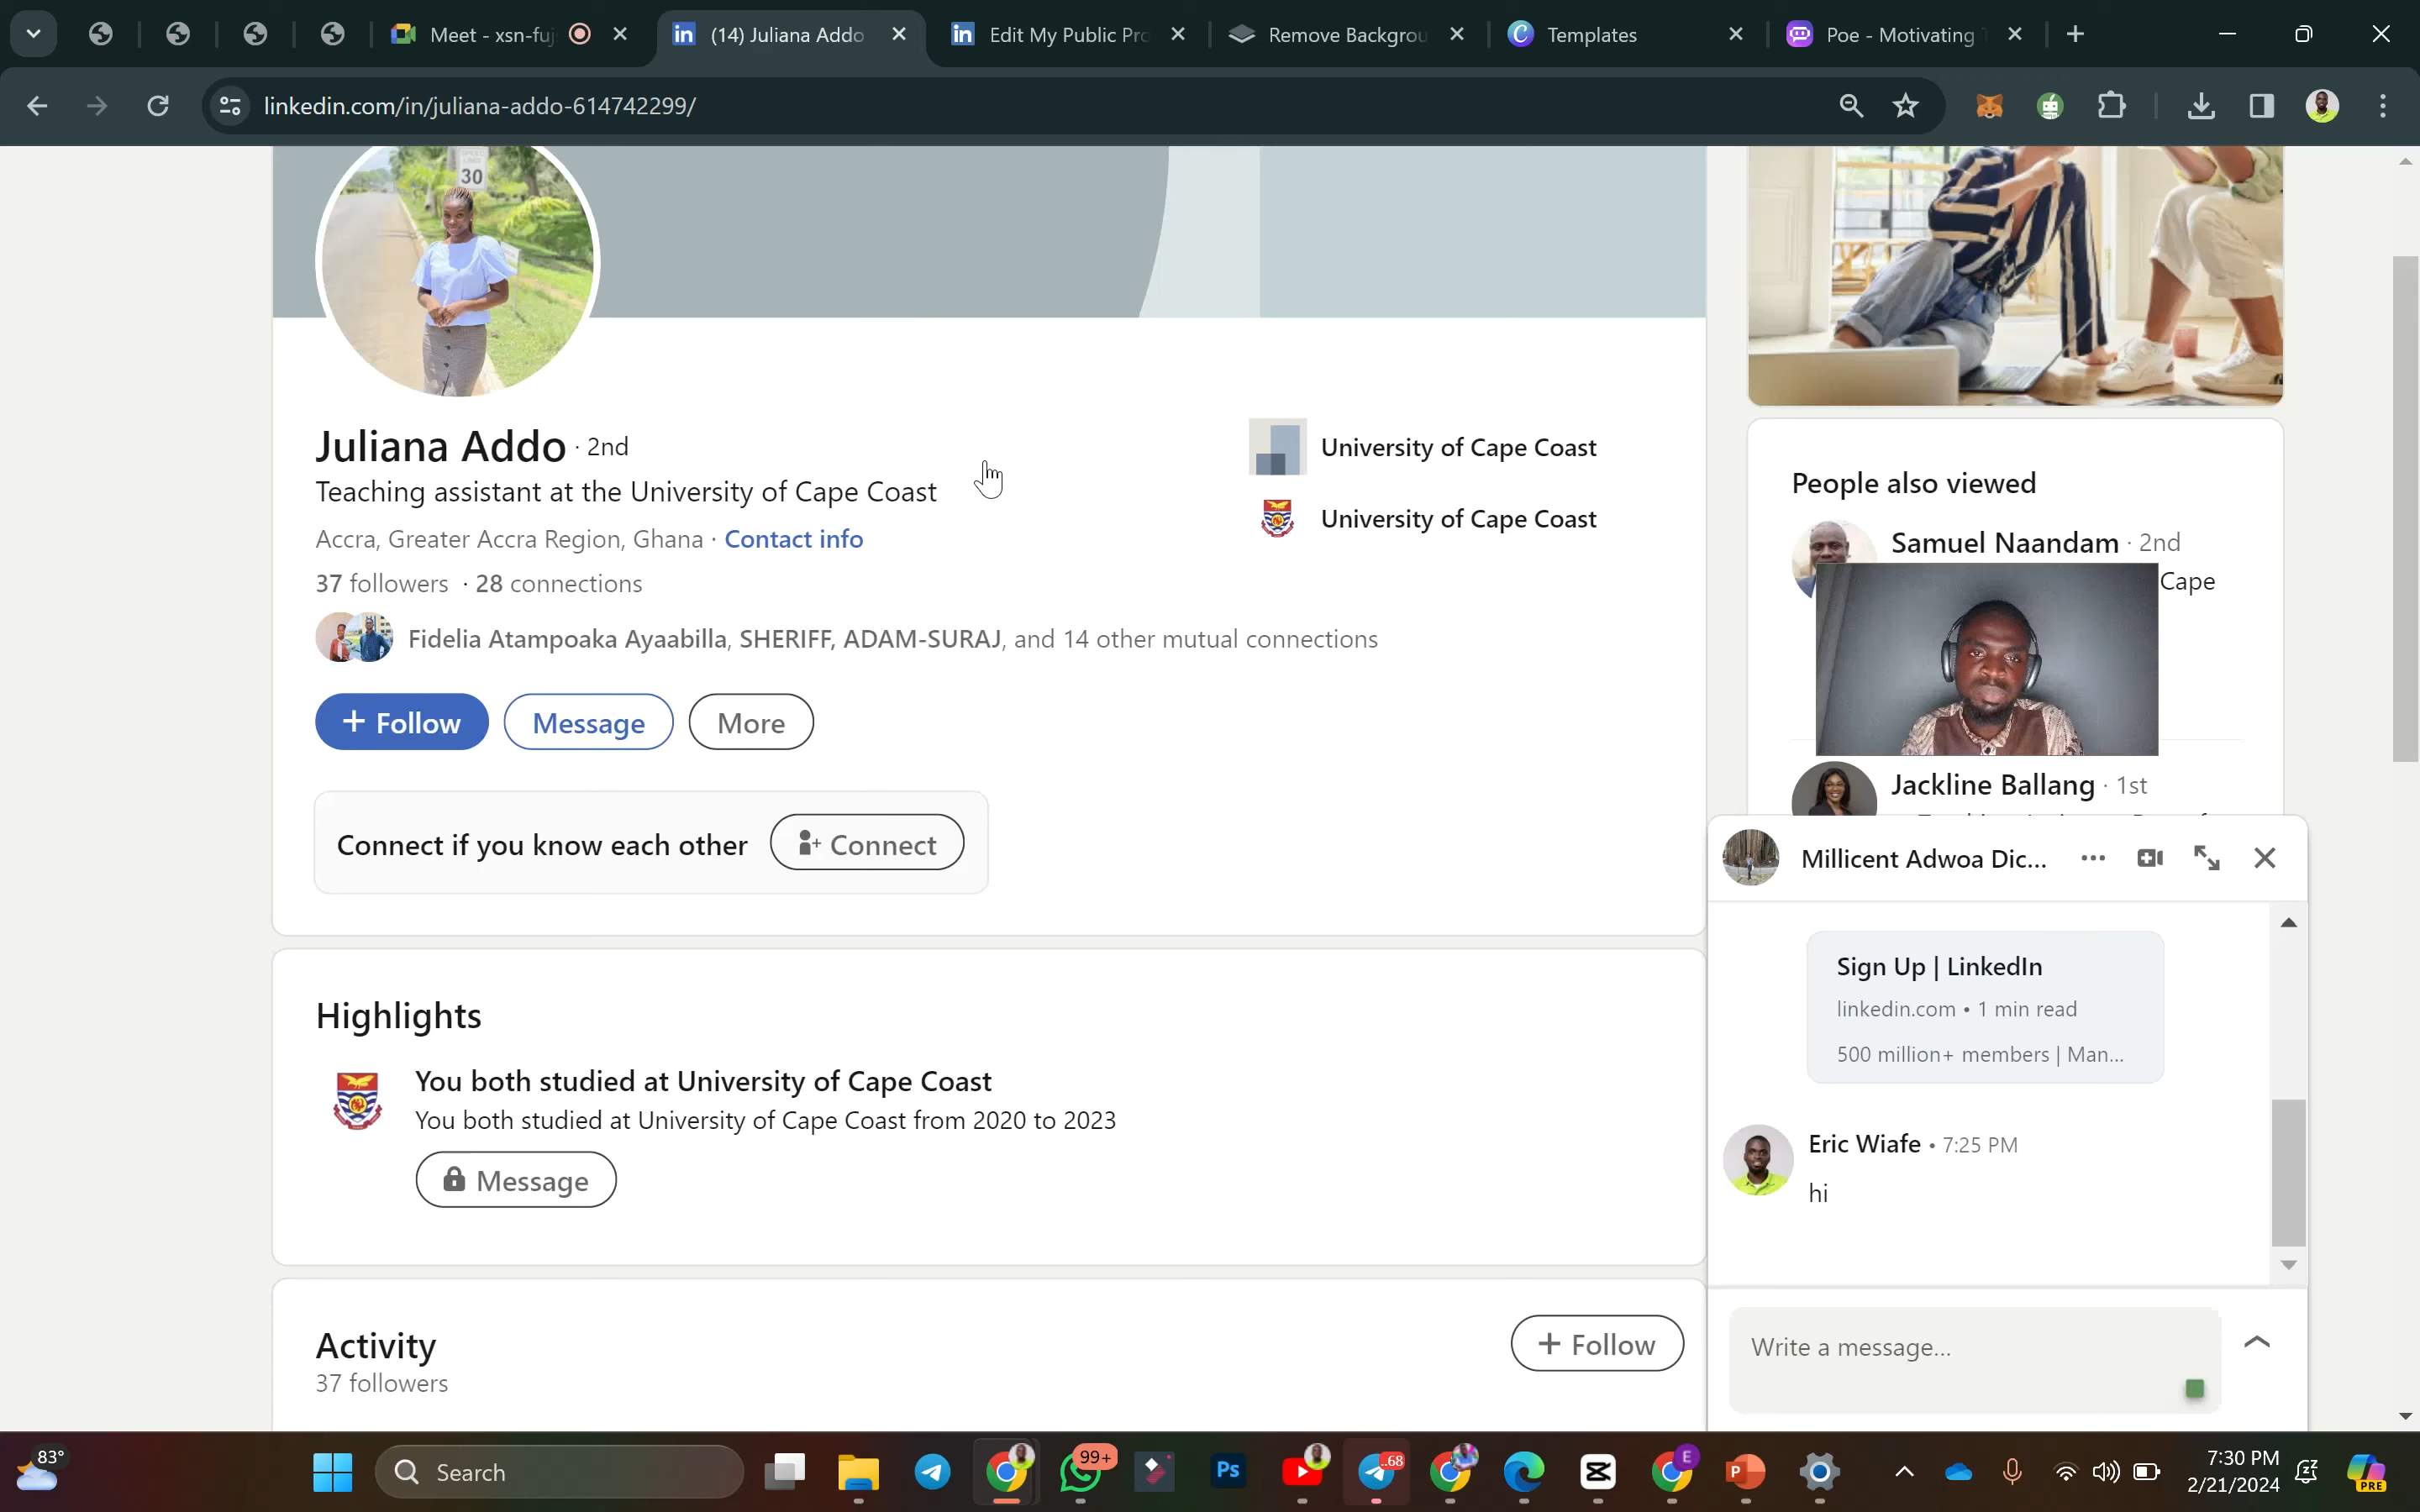 Meet - xsn-fuj
(14) Juliana Addo
Edit My Public Pro
Remove Backgrou
Templates
Poe - Motivating T
linkedin.com/in/juliana-addo-614742299/
30
Juliana Addo · 2nd
Teaching assistant at the University of Cape Coast
Accra, Greater Accra Region, Ghana · Contact info
37 followers · 28 connections
Fidelia Atampoaka Ayaabilla, SHERIFF, ADAM-SURAJ, and 14 other mutual connections
+ Follow
Message
More
Connect if you know each other
Connect
University of Cape Coast
University of Cape Coast
Highlights
You both studied at University of Cape Coast
You both studied at University of Cape Coast from 2020 to 2023
Message
Activity
37 followers
+ Follow
People also viewed
Samuel Naandam · 2nd
Cape
Jackline Ballang · 1st
Millicent Adwoa Dic...
Sign Up | LinkedIn
linkedin.com • 1 min read
500 million+ members | Man...
Eric Wiafe • 7:25 PM
hi
Write a message...
83°
Search
99+
Ps
..68
E
P
7:30 PM
2/21/2024
PRE